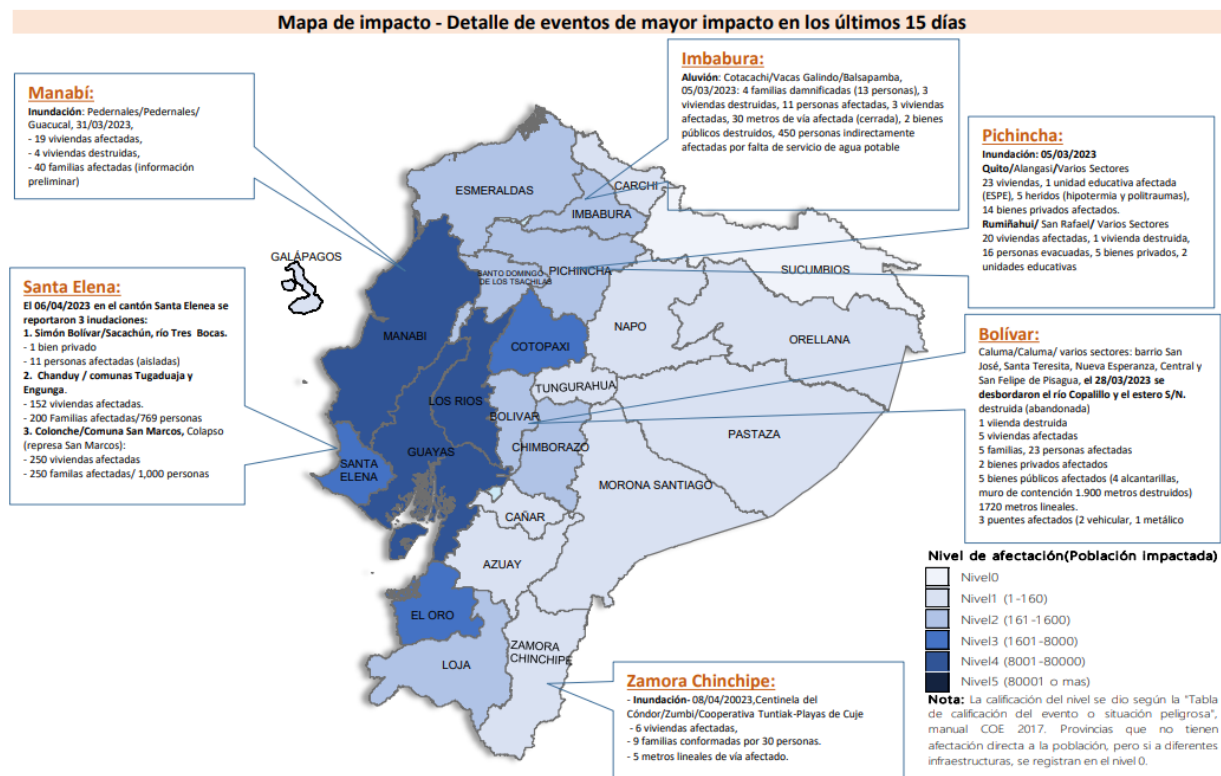 Mapa de impacto - Detalle de eventos de mayor impacto en los últimos 15 días
Manabí:
Inundación: Pedernales/Pedernales/
Guacucal, 31/03/2023,
- 19 viviendas afectadas,
- 4 viviendas destruidas,
- 40 familias afectadas (información
preliminar)
Imbabura:
Aluvión: Cotacachi/Vacas Galindo/Balsapamba,
05/03/2023: 4 familias damnificadas (13 personas), 3
viviendas destruidas, 11 personas afectadas, 3 viviendas
afectadas, 30 metros de vía afectada (cerrada), 2 bienes
públicos destruidos, 450 personas indirectamente
afectadas por falta de servicio de agua potable
Pichincha:
Inundación: 05/03/2023
Quito/Alangasi/Varios Sectores
23 viviendas, 1 unidad educativa afectada
(ESPE), 5 heridos (hipotermia y politraumas),
14 bienes privados afectados.
Rumiñahui/ San Rafael/ Varios Sectores
20 viviendas afectadas, 1 vivienda destruida,
16 personas evacuadas, 5 bienes privados, 2
unidades educativas
Santa Elena:
El 06/04/2023 en el cantón Santa Elenea se
reportaron 3 inudaciones:
1. Simón Bolívar/Sacachún, río Tres Bocas.
- 1 bien privado
- 11 personas afectadas (aisladas)
2. Chanduy / comunas Tugaduaja y
Engunga.
- 152 viviendas afectadas.
- 200 Familias afectadas/769 personas
3. Colonche/Comuna San Marcos, Colapso
(represa San Marcos):
- 250 viviendas afectadas
- 250 familas afectadas/ 1,000 personas
Bolívar:
Caluma/Caluma/ varios sectores: barrio San
José, Santa Teresita, Nueva Esperanza, Central y
San Felipe de Pisagua, el 28/03/2023 se
desbordaron el río Copalillo y el estero S/N.
destruida (abandonada)
1 viienda destruida
5 viviendas afectadas
5 familias, 23 personas afectadas
2 bienes privados afectados
5 bienes públicos afectados (4 alcantarillas,
muro de contención 1.900 metros destruidos)
1720 metros lineales.
3 puentes afectados (2 vehicular, 1 metálico
ESMERALDAS
CARCHI
IMBABURA
GALÁPAGOS
SANTO DOMINGO
DE LOS TSACHILAS
PICHINCHA
SUCUMBIOS
NAPO
ORELLANA
MANABI
COTOPAXI
TUNGURAHUA
LOS RIOS
BOLIVAR
PASTAZA
CHIMBORAZO
GUAYAS
SANTA
ELENA
MORONA SANTIAGO
CAÑAR
AZUAY
EL ORO
ZAMORA
CHINCHIPE
LOJA
Zamora Chinchipe:
- Inundación- 08/04/20023,Centinela del
Cóndor/Zumbi/Cooperativa Tuntiak-Playas de Cuje
- 6 viviendas afectadas,
- 9 familias conformadas por 30 personas.
- 5 metros lineales de vía afectado.
Nivel de afectación(Población impactada)
Nivel0
Nivel1 (1-160)
Nivel2 (161-1600)
Nivel3 (1601-8000)
Nivel4 (8001-80000)
Nivel5 (80001 o mas)
Nota: La calificación del nivel se dio según la "Tabla
de calificación del evento o situación peligrosa",
manual COE 2017. Provincias que no tienen
afectación directa a la población, pero si a diferentes
infraestructuras, se registran en el nivel 0.